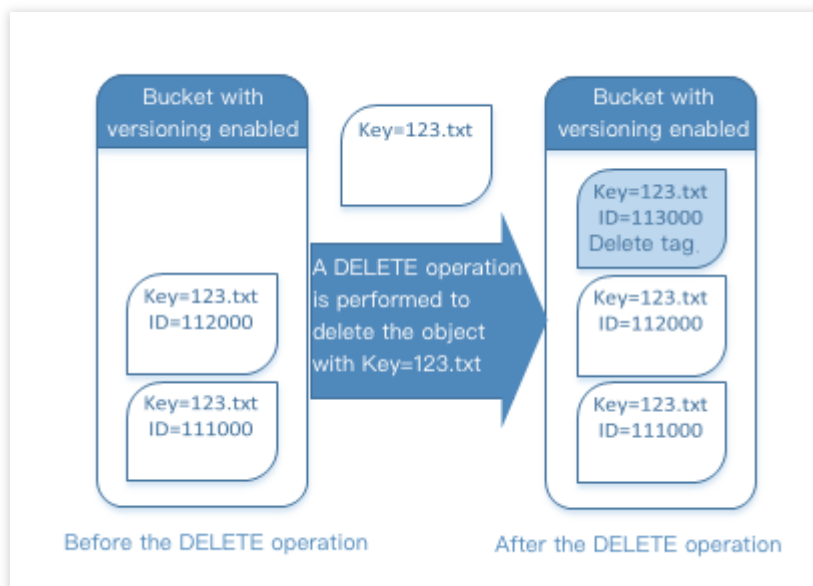 Bucket with
versioning enabled
Key=123.txt
ID=112000
Key=123.txt
ID=111000
Before the DELETE operation
Key=123.txt
A DELETE operation
is performed to
delete the object
with Key=123.txt
Bucket with
versioning enabled
Key=123.txt
ID=113000
Delete tag.
Key=123.txt
ID=112000
Key=123.txt
ID=111000
After the DELETE operation